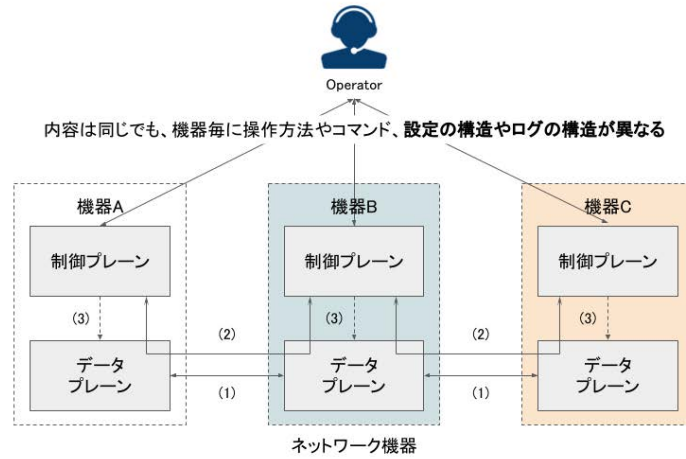 Operator
内容は同じでも、機器毎に操作方法やコマンド、設定の構造やログの構造が異なる
機器A
機器B
機器C
制御プレーン
制御プレーン
制御プレーン
(3)
(3)
(3)
(2)
(2)
データ
プレーン
データ
プレーン
データ
プレーン
(1)
(1)
ネットワーク機器